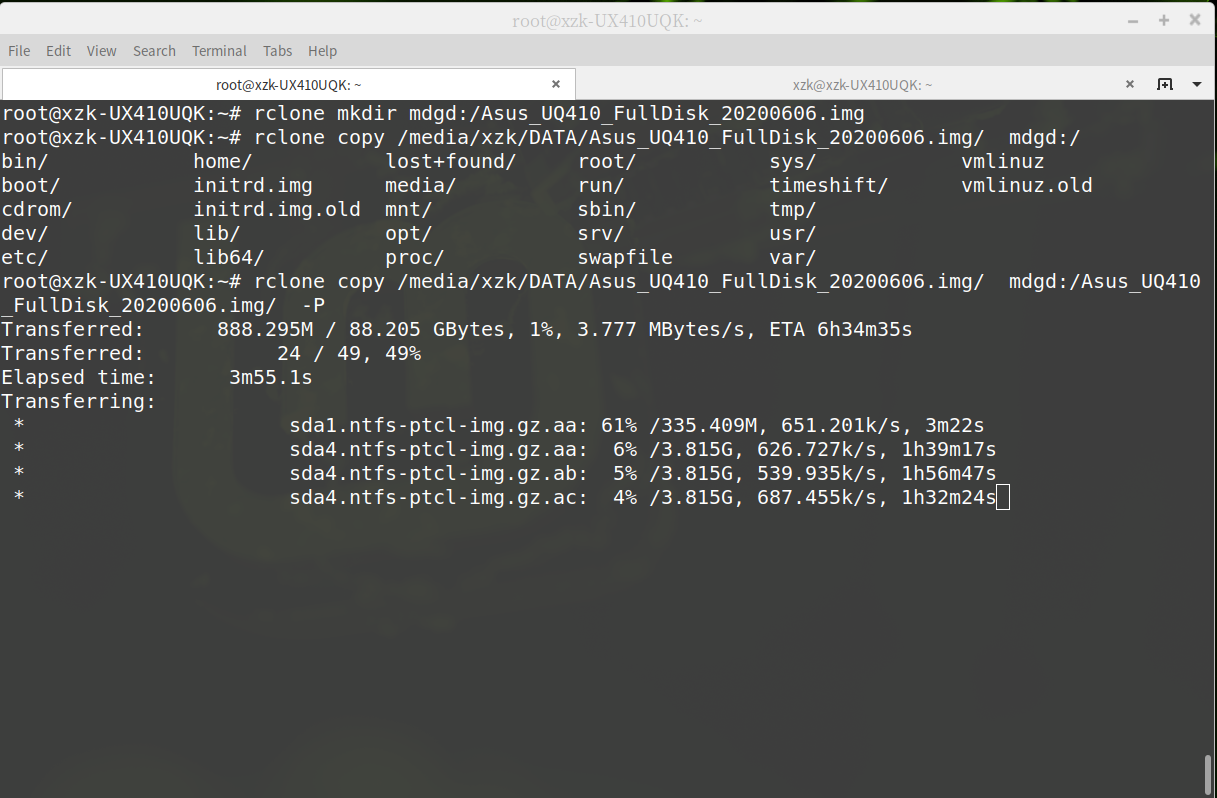 root@xzk-UX410UQK: ~
File Edit View Search Terminal Tabs Help
root@xzk-UX410UQK: ~ × xzk@xzk-UX410UQK: ~ ×
root@xzk-UX410UQK:~# rclone mkdir mdgd:/Asus_UQ410_FullDisk_20200606.img
root@xzk-UX410UQK:~# rclone copy /media/xzk/DATA/Asus_UQ410_FullDisk_20200606.img/  mdgd:/
bin/            home/           lost+found/     root/           sys/            vmlinuz
boot/           initrd.img      media/          run/            timeshift/      vmlinuz.old
cdrom/          initrd.img.old  mnt/            sbin/           tmp/
dev/            lib/            opt/            srv/            usr/
etc/            lib64/          proc/           swapfile        var/
root@xzk-UX410UQK:~# rclone copy /media/xzk/DATA/Asus_UQ410_FullDisk_20200606.img/  mdgd:/Asus_UQ410
_FullDisk_20200606.img/  -P
Transferred:      888.295M / 88.205 GBytes, 1%, 3.777 MBytes/s, ETA 6h34m35s
Transferred:           24 / 49, 49%
Elapsed time:      3m55.1s
Transferring:
 *                      sda1.ntfs-ptcl-img.gz.aa: 61% /335.409M, 651.201k/s, 3m22s
 *                      sda4.ntfs-ptcl-img.gz.aa:  6% /3.815G, 626.727k/s, 1h39m17s
 *                      sda4.ntfs-ptcl-img.gz.ab:  5% /3.815G, 539.935k/s, 1h56m47s
 *                      sda4.ntfs-ptcl-img.gz.ac:  4% /3.815G, 687.455k/s, 1h32m24s